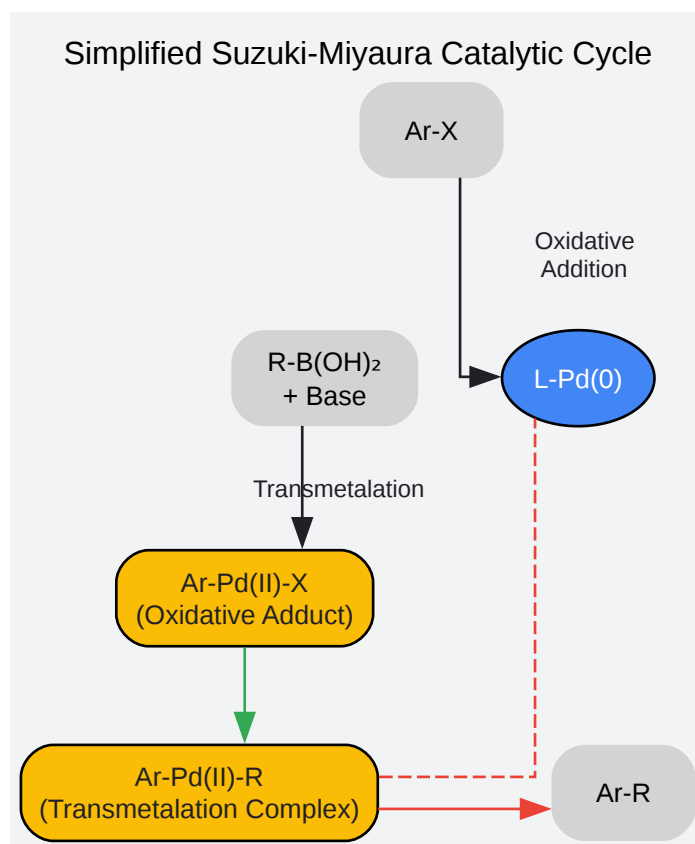 Simplified Suzuki-Miyaura Catalytic Cycle
Ar-X
Oxidative
Addition
R-B(OH)₂
+ Base
L-Pd(0)
Transmetalation
Ar-Pd(II)-X
(Oxidative Adduct)
Ar-Pd(II)-R
(Transmetalation Complex)
Ar-R